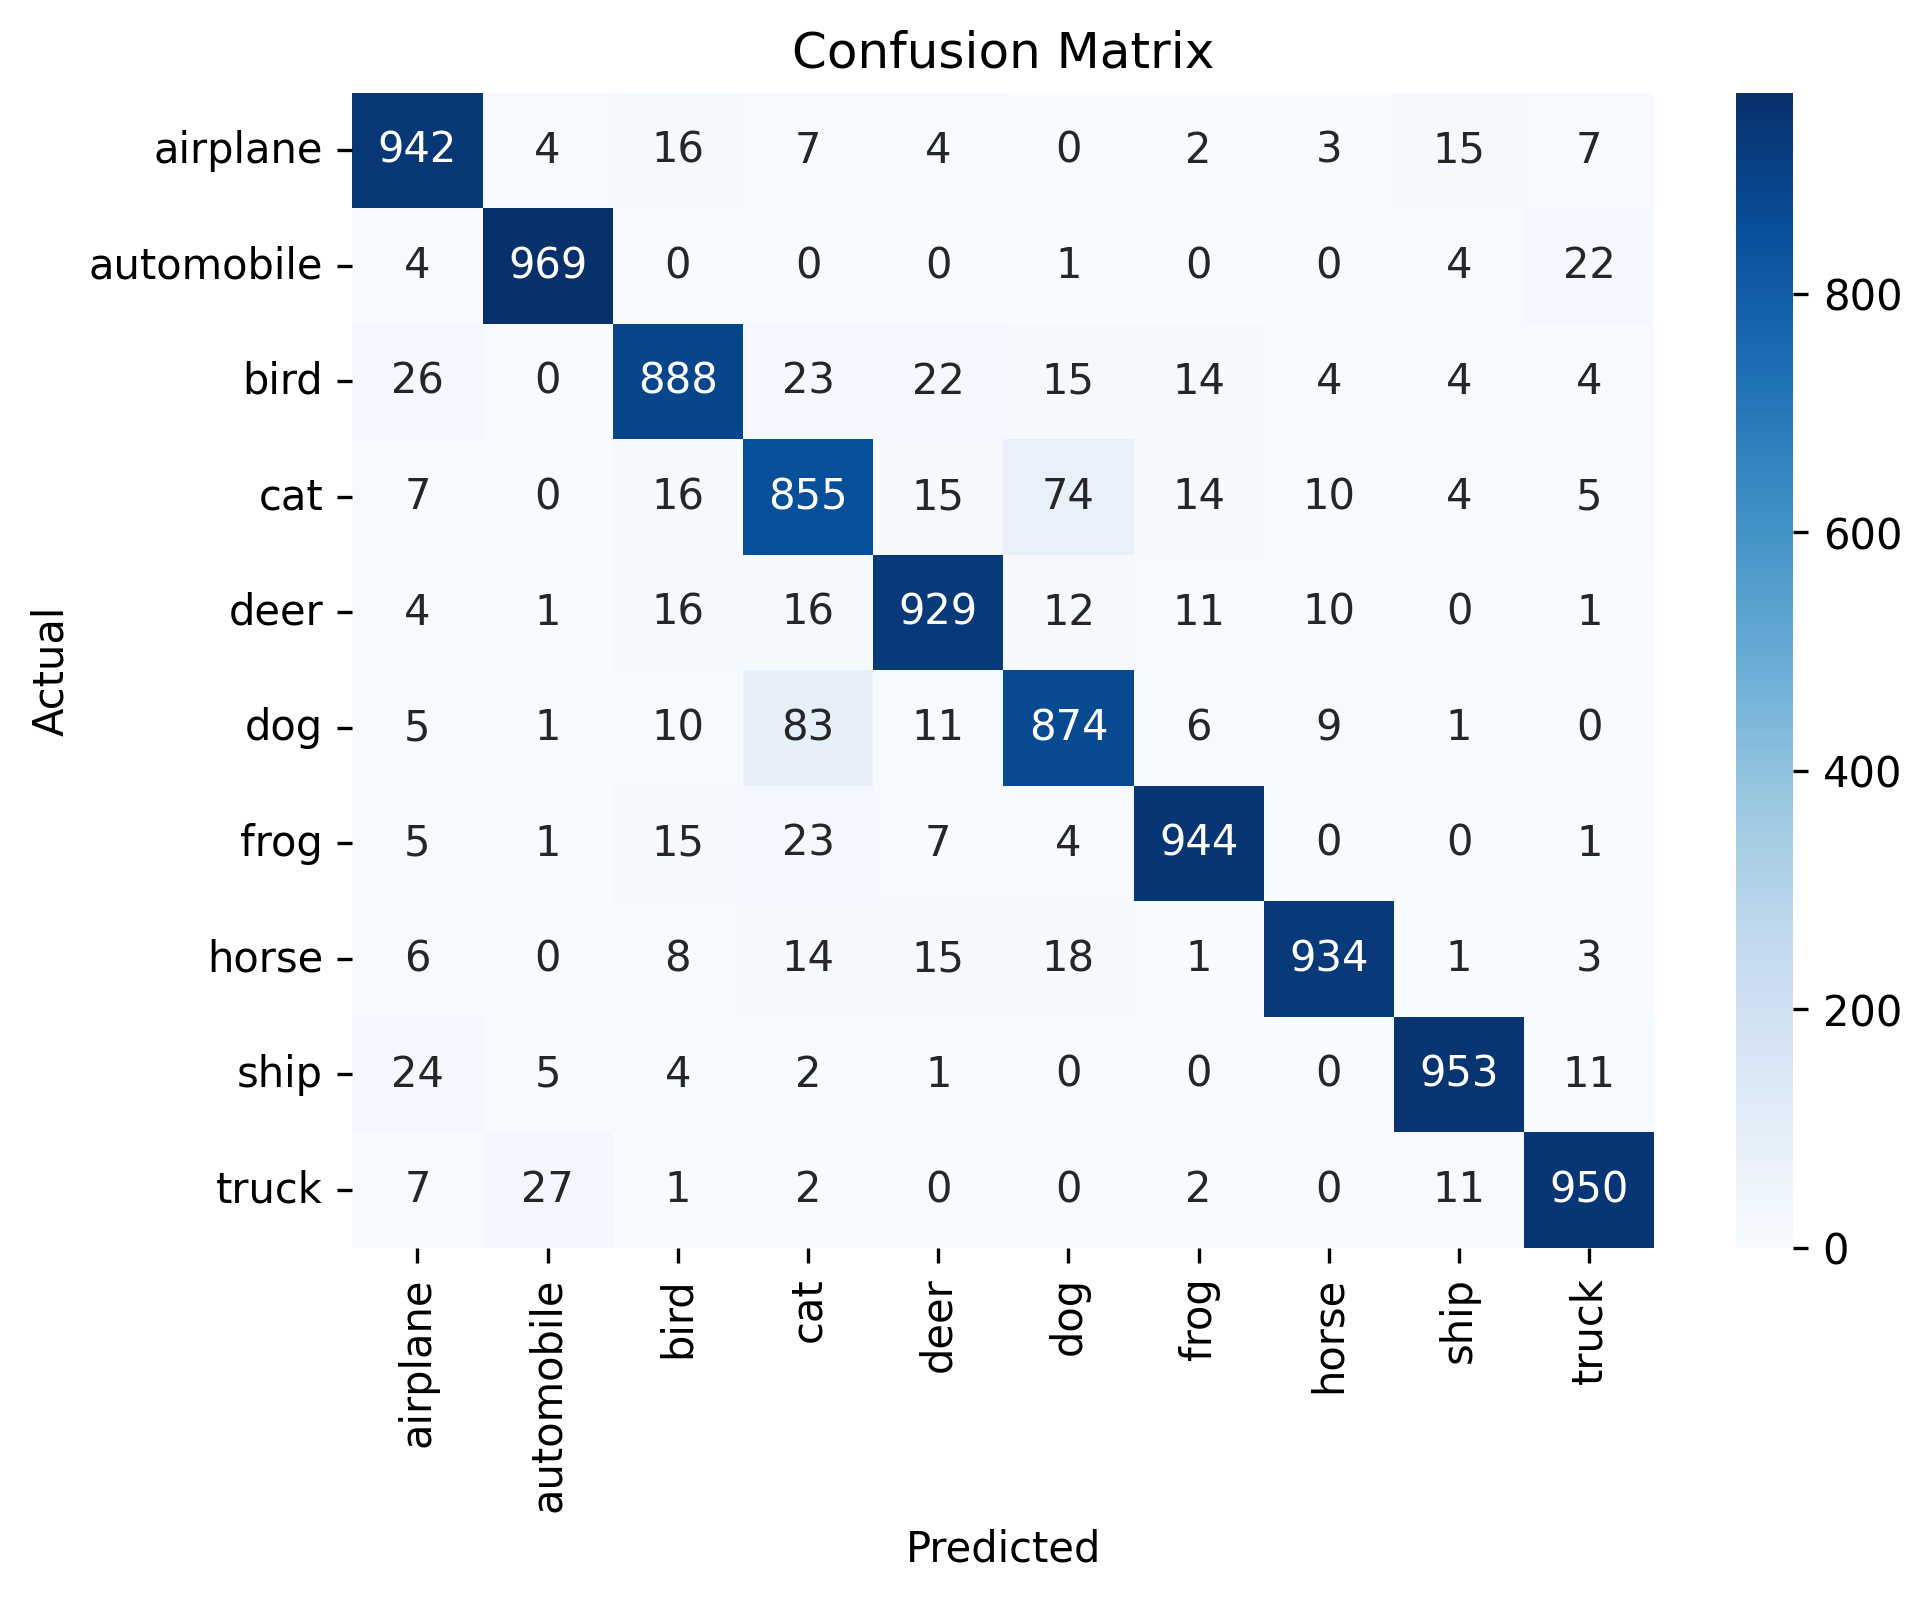 Confusion Matrix
airplane 942 4 16 7 4 0 2 3 15 7
automobile 4 969 0 0 0 1 0 0 4 22
bird 26 0 888 23 22 15 14 4 4 4
cat 7 0 16 855 15 74 14 10 4 5
deer 4 1 16 16 929 12 11 10 0 1
dog 5 1 10 83 11 874 6 9 1 0
frog 5 1 15 23 7 4 944 0 0 1
horse 6 0 8 14 15 18 1 934 1 3
ship 24 5 4 2 1 0 0 0 953 11
truck 7 27 1 2 0 0 2 0 11 950
airplane automobile bird cat deer dog frog horse ship truck
Predicted
Actual
800
600
400
200
0